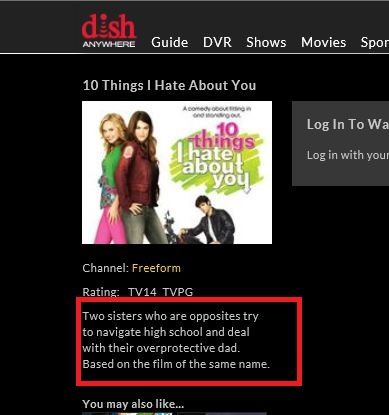 dish
ANYWHERE
Guide DVR Shows Movies Spor
10 Things I Hate About You
A comedy about fitting in
and standing out.
10
things
I hate
about
you
Log In To Wa
Log in with your
Channel: Freeform
Rating: TV14 TVPG
Two sisters who are opposites try
to navigate high school and deal
with their overprotective dad.
Based on the film of the same name.
You may also like...